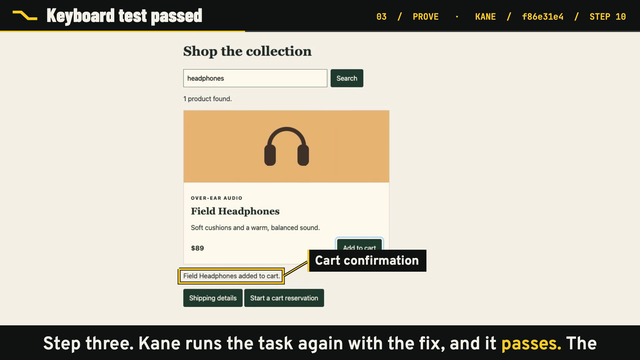 Keyboard test passed
03 / PROVE · KANE / f86e31e4 / STEP 10
Shop the collection
headphones
Search
1 product found.
OVER-EAR AUDIO
Field Headphones
Soft cushions and a warm, balanced sound.
$89
Add to cart
Cart confirmation
Field Headphones added to cart.
Shipping details
Start a cart reservation
Step three. Kane runs the task again with the fix, and it passes. The